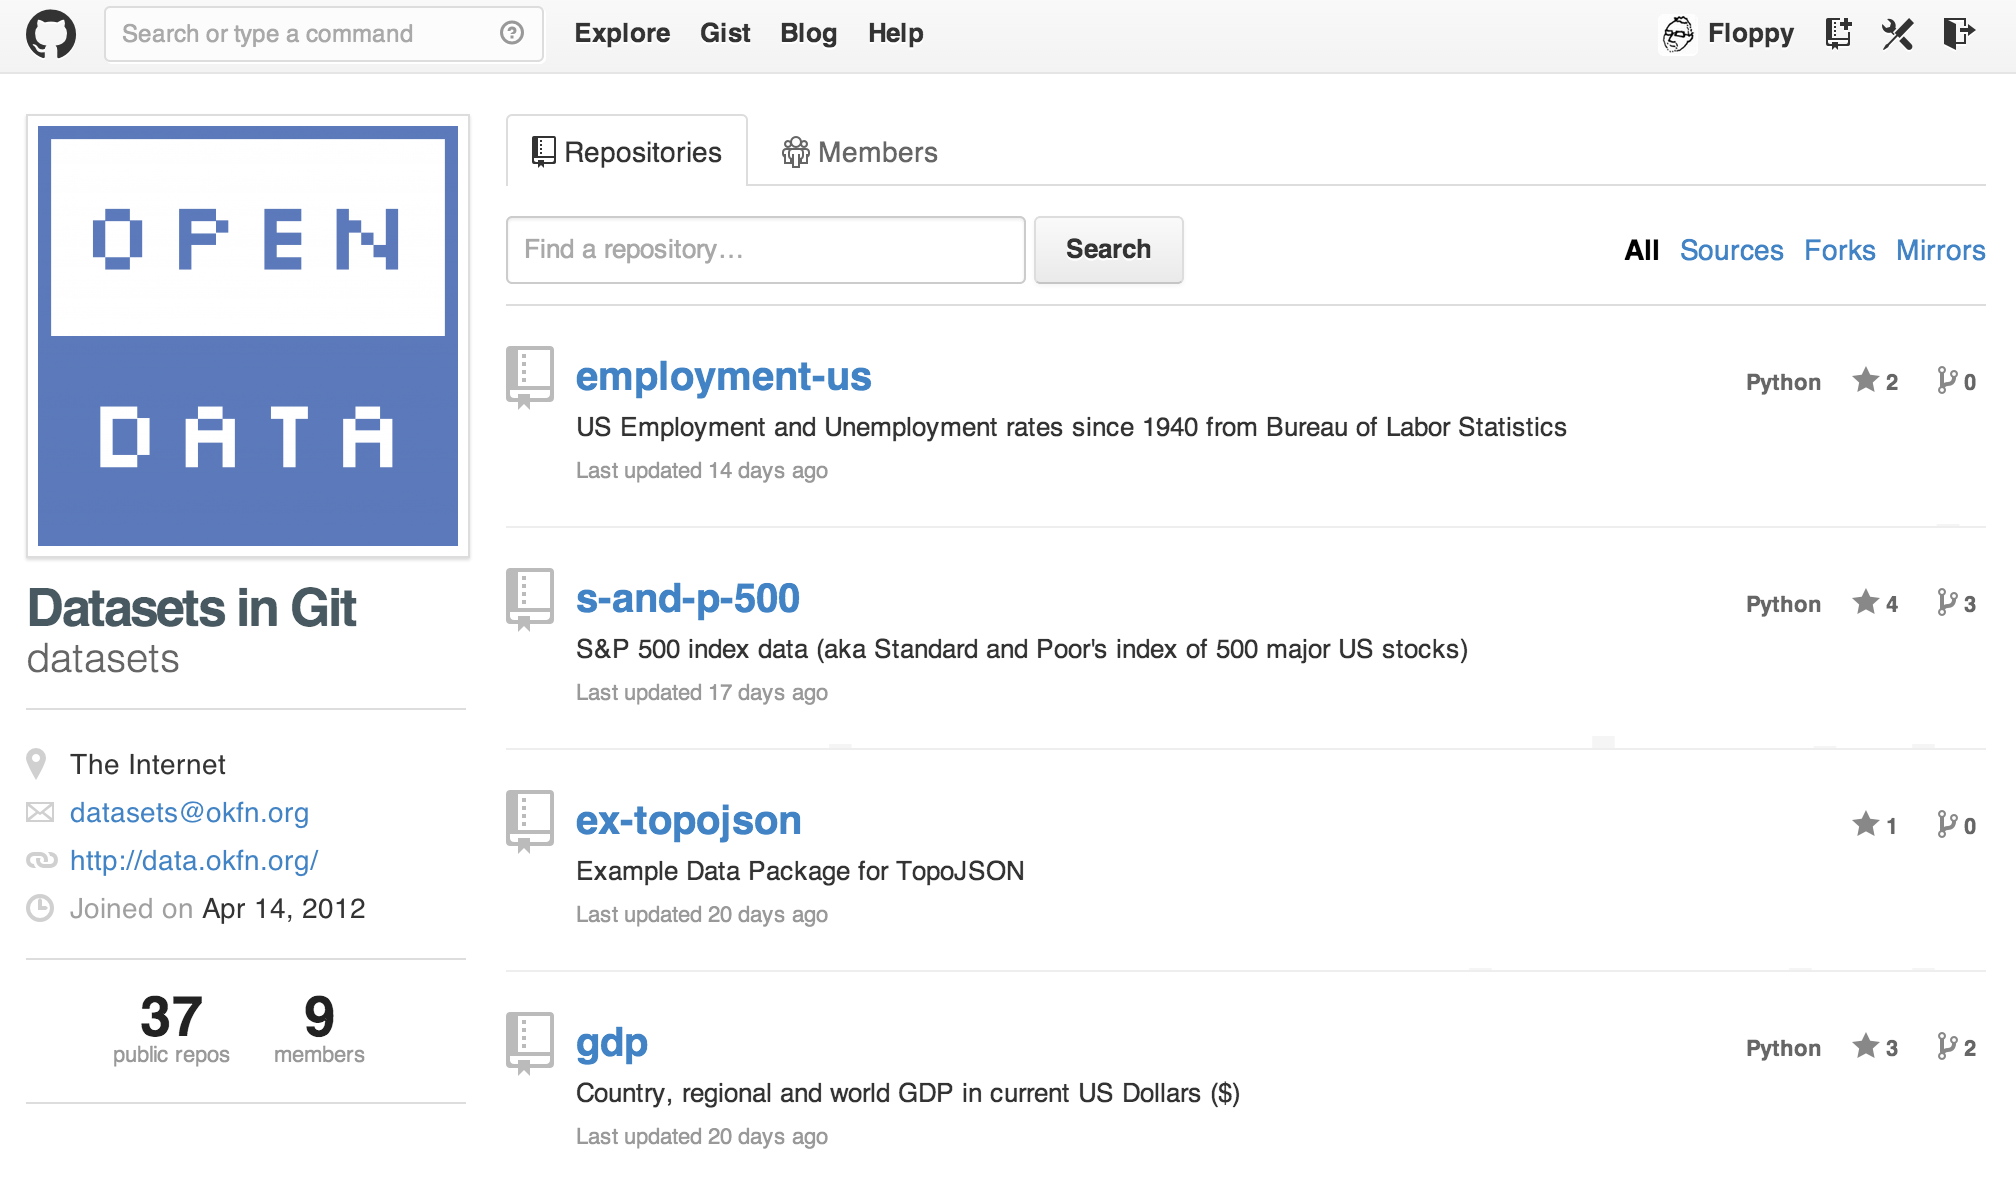 Search or type a command
Explore Gist Blog Help
Floppy
OPEN
DATA
Datasets in Git
datasets
The Internet
datasets@okfn.org
http://data.okfn.org/
Joined on Apr 14, 2012
37 9
public repos members
Repositories Members
Find a repository... Search All Sources Forks Mirrors
employment-us Python 2 0
US Employment and Unemployment rates since 1940 from Bureau of Labor Statistics
Last updated 14 days ago
s-and-p-500 Python 4 3
S&P 500 index data (aka Standard and Poor's index of 500 major US stocks)
Last updated 17 days ago
ex-topojson 1 0
Example Data Package for TopoJSON
Last updated 20 days ago
gdp Python 3 2
Country, regional and world GDP in current US Dollars ($)
Last updated 20 days ago